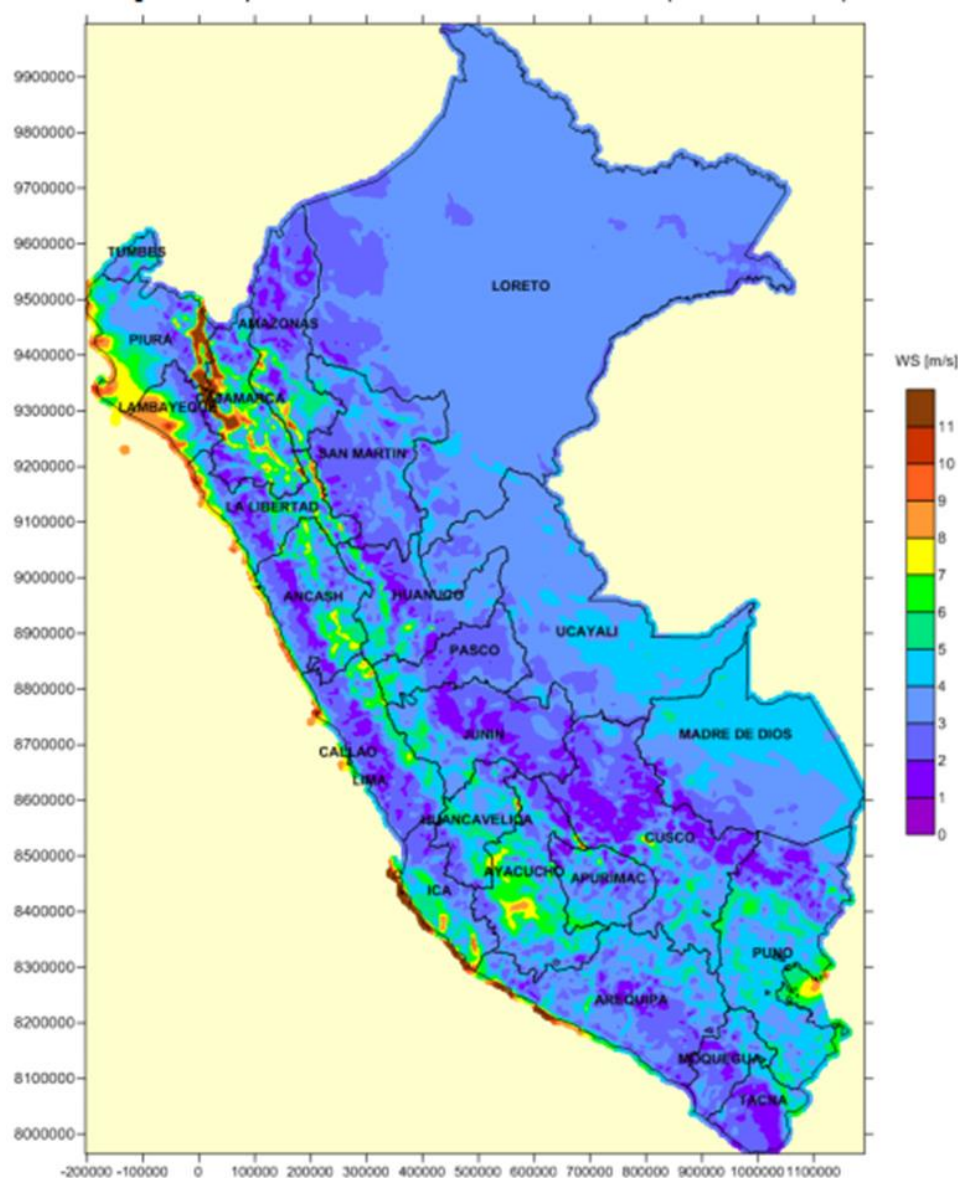 9900000
9800000
9700000
9600000
9500000
9400000
9300000
9200000
9100000
9000000
8900000
8800000
8700000
8600000
8500000
8400000
8300000
8200000
8100000
8000000
-200000 -100000 0 100000 200000 300000 400000 500000 600000 700000 800000 900000 1000000 1100000
TUMBES
LORETO
AMAZONAS
PIURA
LAMBAYEQUE
CAJAMARCA
SAN MARTIN
LA LIBERTAD
ANCASH
HUANUCO
UCAYALI
PASCO
JUNIN
MADRE DE DIOS
CALLAO
LIMA
HUANCAVELICA
CUSCO
AYACUCHO
APURIMAC
ICA
PUNO
AREQUIPA
MOQUEGUA
TACNA
WS [m/s]
11
10
9
8
7
6
5
4
3
2
1
0